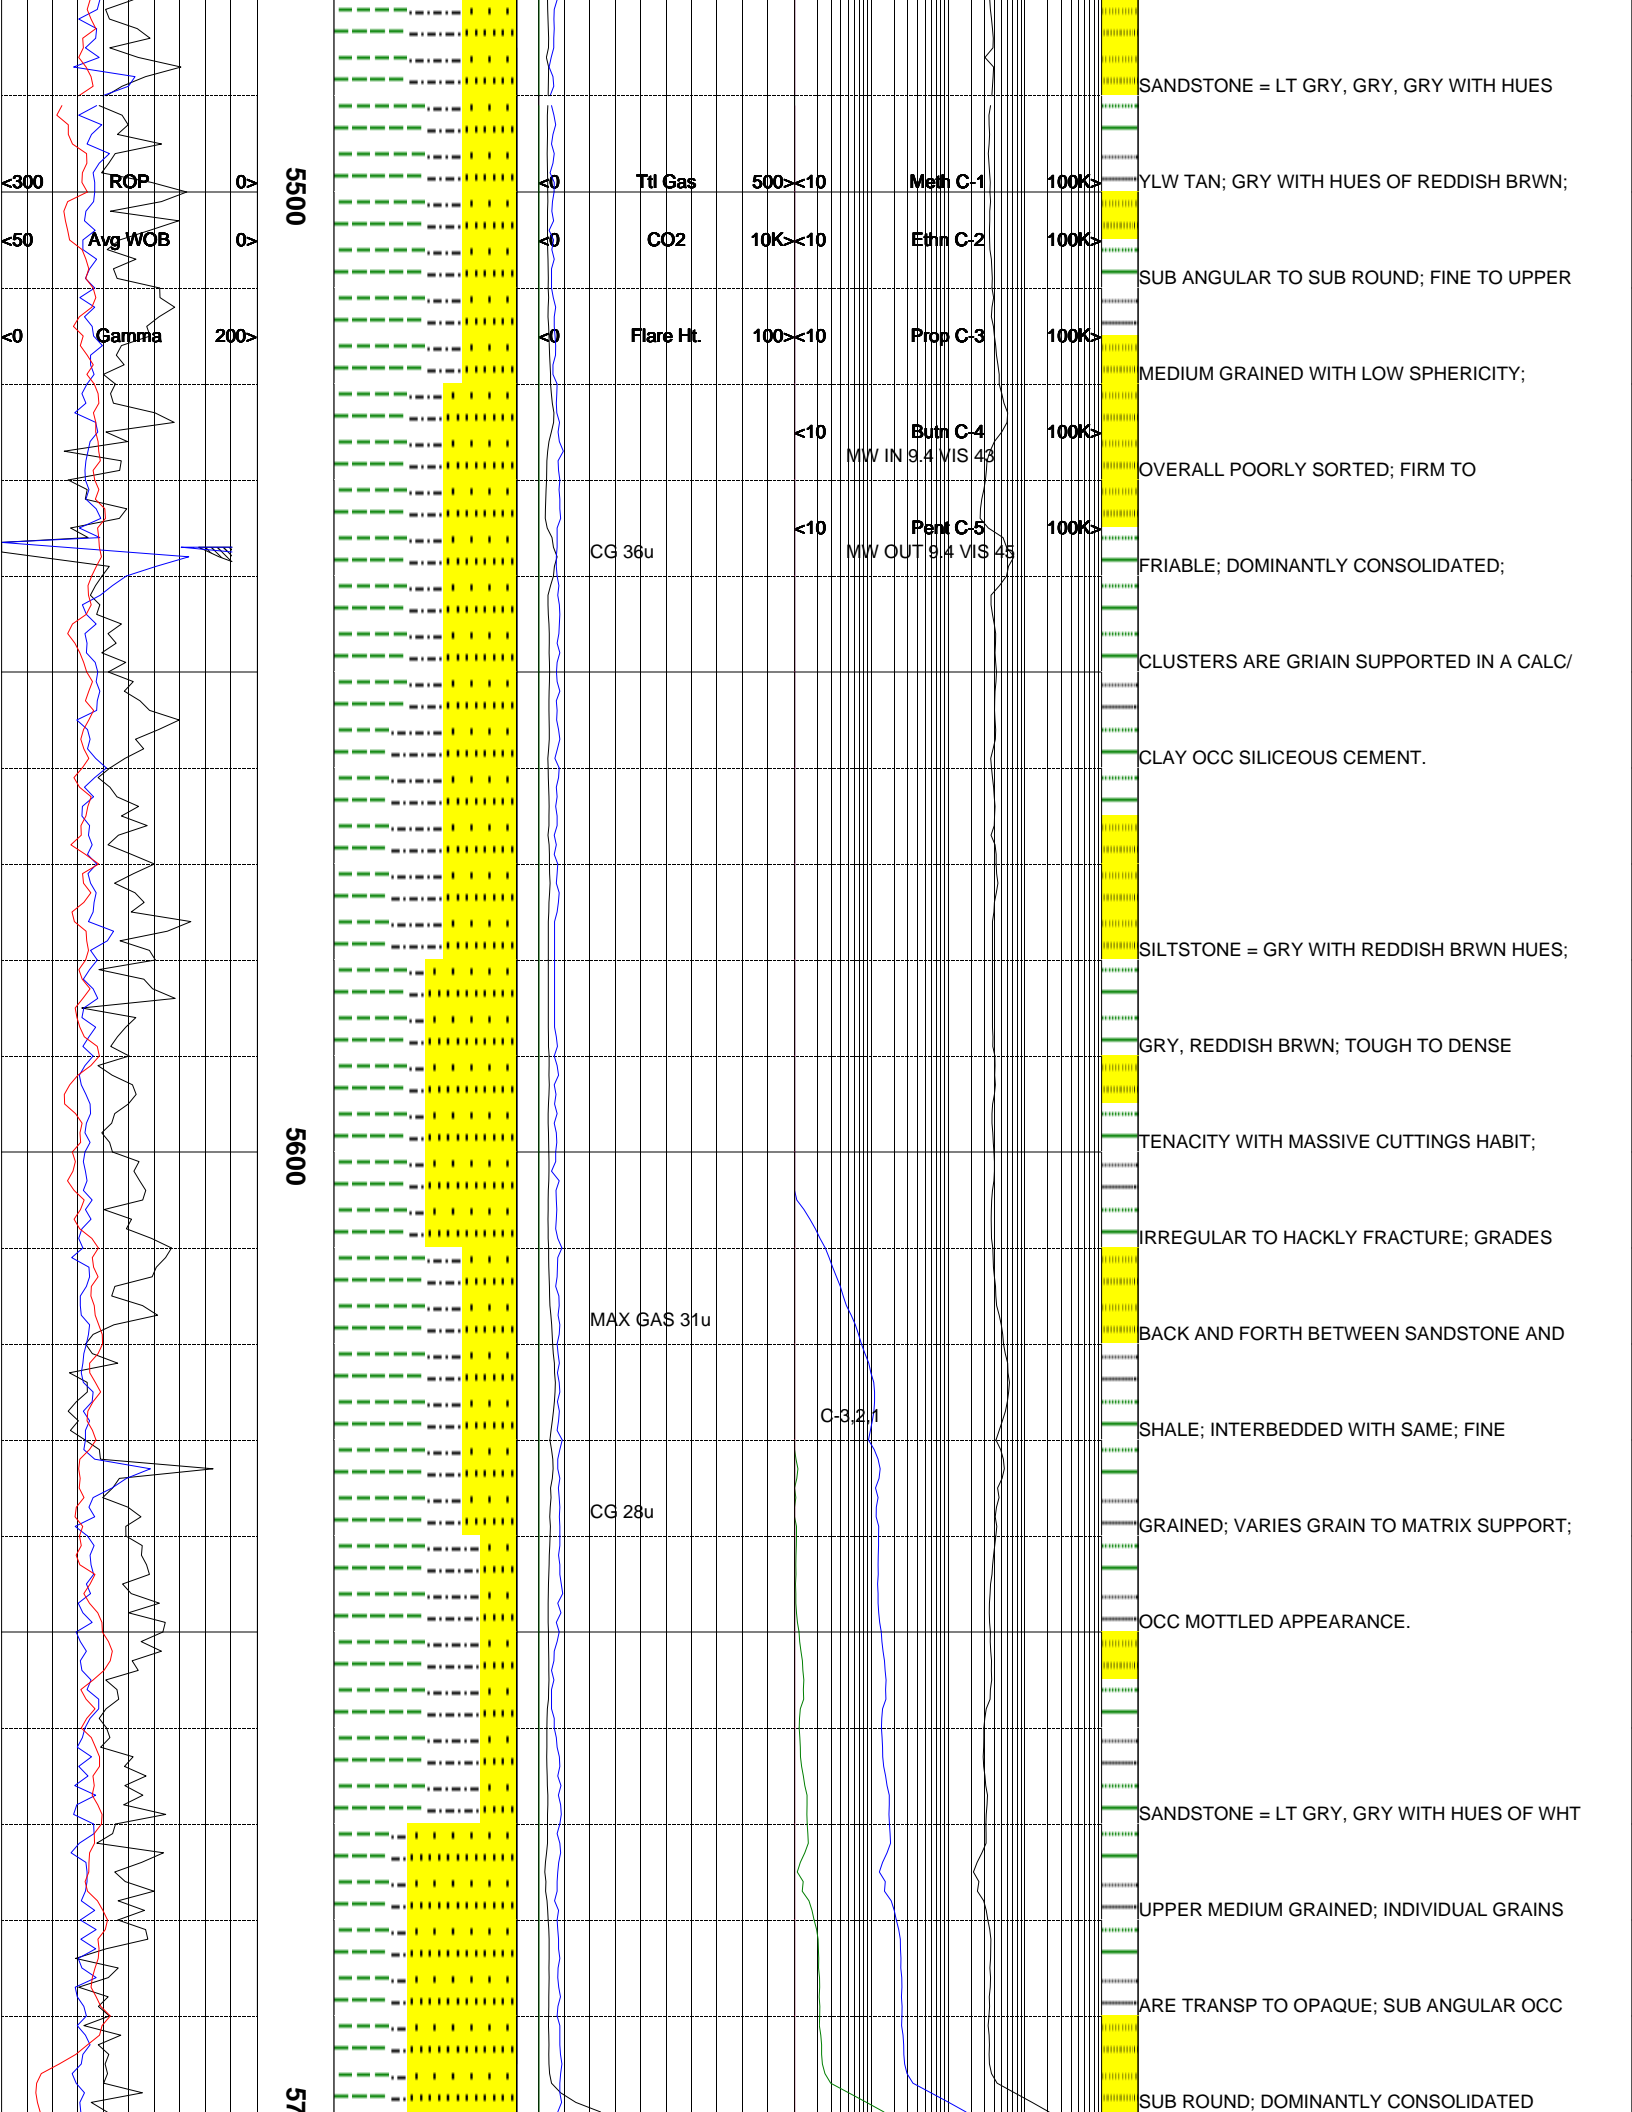 SANDSTONE = LT GRY, GRY, GRY WITH HUES
<300 ROP 0>
5500
<0 Ttl Gas 500>
<10 Meth C-1 100K>
YLW TAN; GRY WITH HUES OF REDDISH BRWN;
<50 Avg WOB 0>
<0 CO2 10K>
<10 Ethn C-2 100K>
SUB ANGULAR TO SUB ROUND; FINE TO UPPER
<0 Gamma 200>
<0 Flare Ht. 100>
<10 Prop C-3 100K>
MEDIUM GRAINED WITH LOW SPHERICITY;
<10 Butn C-4 100K>
MW IN 9.4 VIS 43
OVERALL POORLY SORTED; FIRM TO
<10 Pent C-5 100K>
CG 36u
MW OUT 9.4 VIS 45
FRIABLE; DOMINANTLY CONSOLIDATED;
CLUSTERS ARE GRIAIN SUPPORTED IN A CALC/
CLAY OCC SILICEOUS CEMENT.
SILTSTONE = GRY WITH REDDISH BRWN HUES;
GRY, REDDISH BRWN; TOUGH TO DENSE
5600
TENACITY WITH MASSIVE CUTTINGS HABIT;
IRREGULAR TO HACKLY FRACTURE; GRADES
MAX GAS 31u
BACK AND FORTH BETWEEN SANDSTONE AND
C-3,2,1
SHALE; INTERBEDDED WITH SAME; FINE
CG 28u
GRAINED; VARIES GRAIN TO MATRIX SUPPORT;
OCC MOTTLED APPEARANCE.
SANDSTONE = LT GRY, GRY WITH HUES OF WHT
UPPER MEDIUM GRAINED; INDIVIDUAL GRAINS
ARE TRANSP TO OPAQUE; SUB ANGULAR OCC
57
SUB ROUND; DOMINANTLY CONSOLIDATED